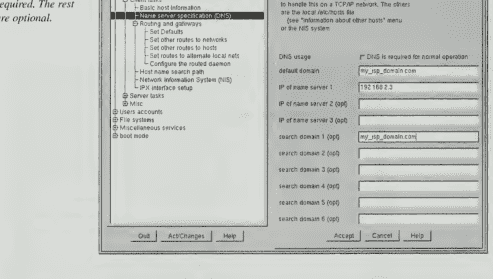 equired. The rest
re optional.
Client tasks
Basic host information
Name server specification (DNS)
Routing and gateways
Set Defaults
Set other routes to networks
Set other routes to hosts
Set routes to alternate local nets
Configure the routed daemon
Host name search path
Network Information System (NIS)
IPX interface setup
Server tasks
Misc
Users accounts
File systems
Miscellaneous services
boot mode
Quit Act/Changes Help
to handle this on a TCP/IP network. The others
are the local /etc/hosts file
(see "information about
other hosts" menu
or the NIS system
DNS usage DNS is required for normal operation
default domain my_isp_domain.com
IP of name server 1 192.168.2.3
IP of name server 2 (opt)
IP of name server 3 (opt)
search domain 1 (opt) my_isp_domain.com
search domain 2 (opt)
search domain 3 (opt)
search domain 4 (opt)
search domain 5 (opt)
search domain 6 (opt)
Accept Cancel Help